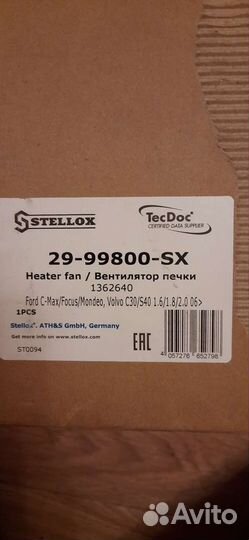 STELLOX
TecDoc
CERTIFIED DATA SUPPLIER
29-99800-SX
Heater fan / Вентилятор печки
1362640
Ford C-Max/Focus/Mondeo, Volvo C30/S40 1.6/1.8/2.0 06>
1PCS
Stellox® ATH&S GmbH, Germany
Get more info on www.stellox.com
ST0094
EAC
4 057276 652798
Avito